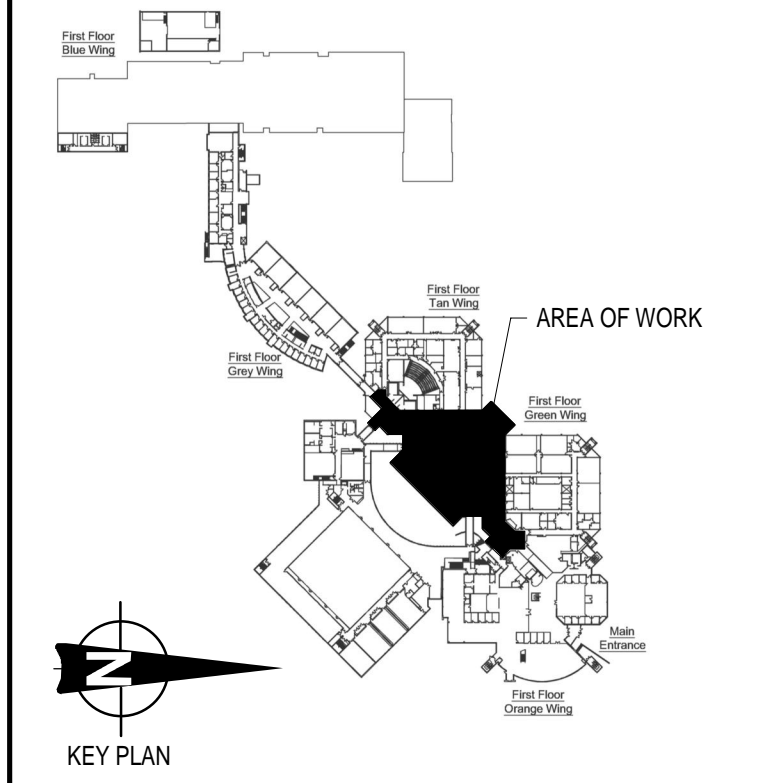 First Floor
Blue Wing
First Floor
Tan Wing
AREA OF WORK
First Floor
Grey Wing
First Floor
Green Wing
Main
Entrance
N
First Floor
Orange Wing
KEY PLAN